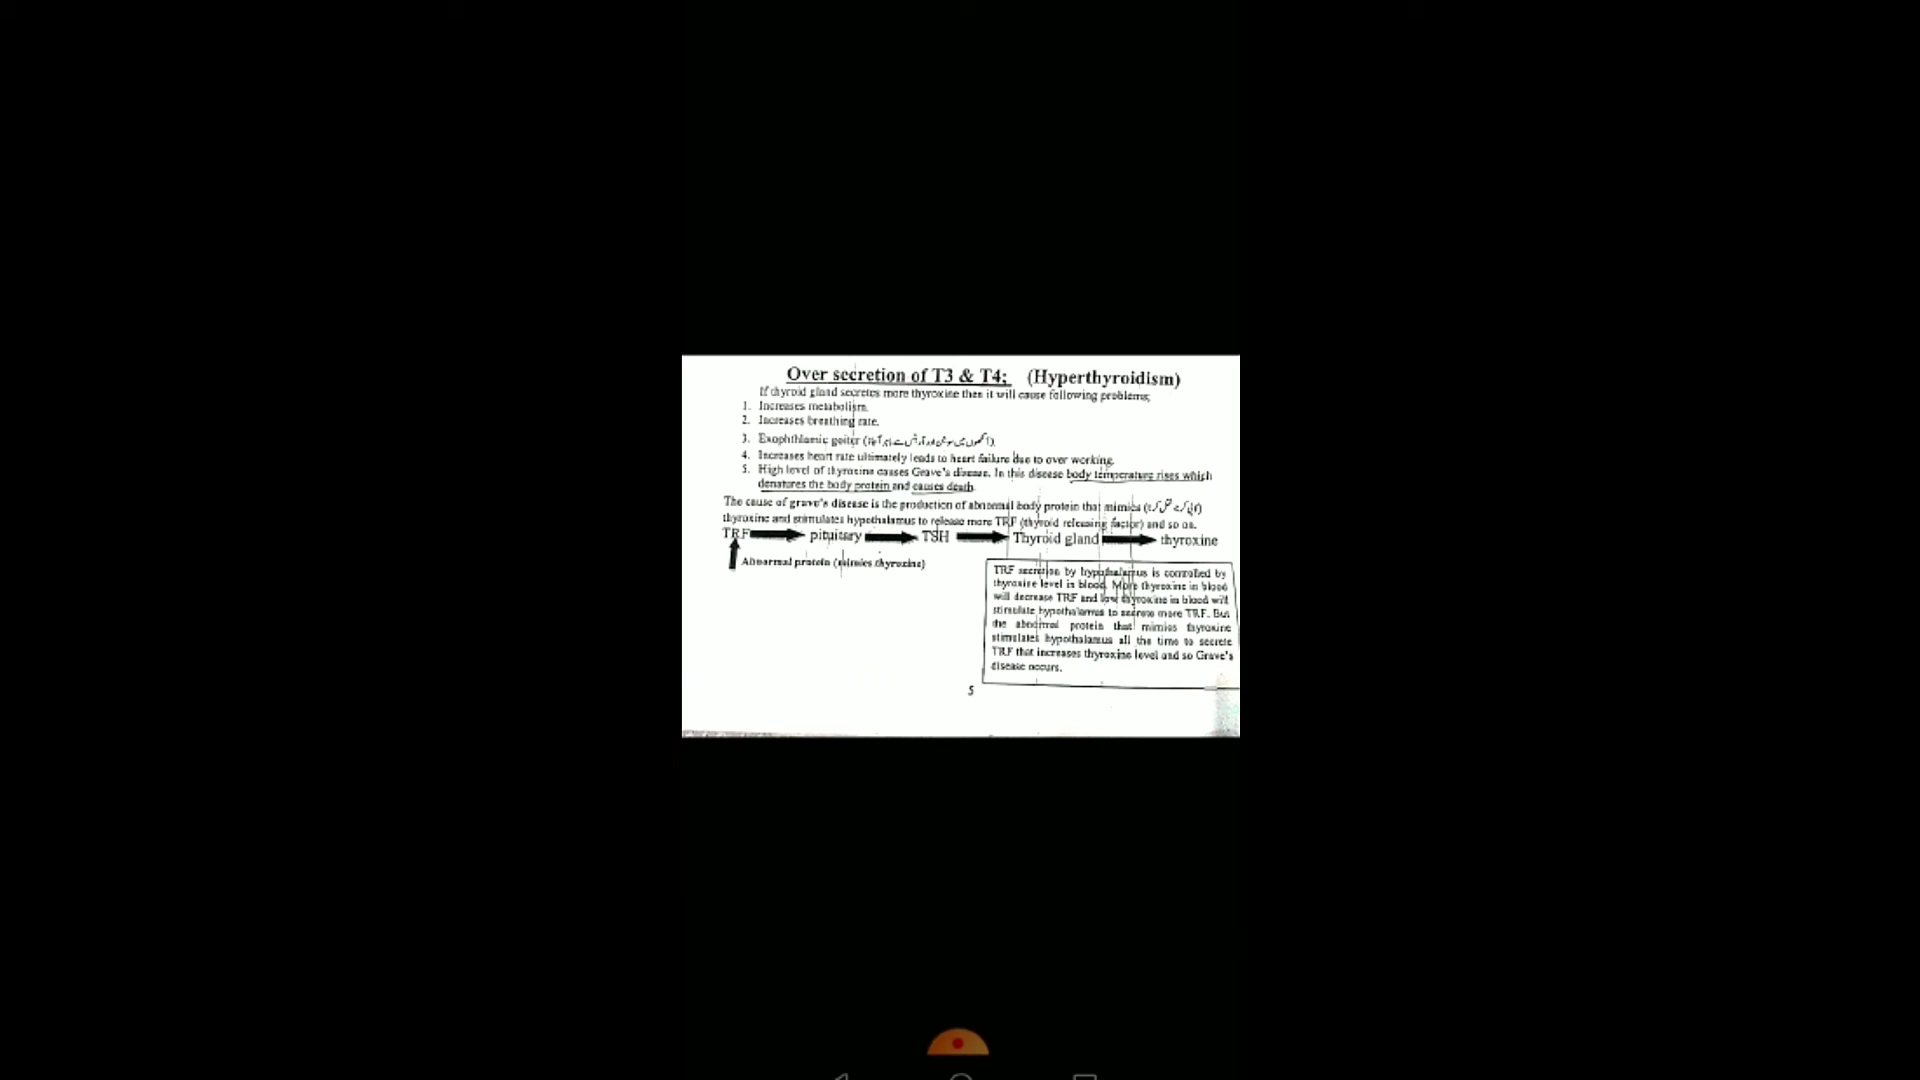 Over secretion of T3 & T4; (Hyperthyroidism)
If thyroid gland secretes more thyroxine then it will cause following problems;
1. Increases metabolism.
2. Increases breathing rate.
3. Exophthlamic goiter
4. Increases heart rate ultimately leads to heart failure due to over working.
5. High level of thyroxine causes Grave's disease. In this disease body temperature rises which
denatures the body protein and causes death.
The cause of grave's disease is the production of abnormal body protein that mimics
thyroxine and stimulates hypothalamus to release more TRF (thyroid releasing factor) and so on.
TRF pituitary TSH Thyroid gland thyroxine
Abnormal protein (mimics thyroxine)
TRF secretion by hypothalamus is controlled by
thyroxine level in blood. More thyroxine in blood
will decrease TRF and low thyroxine in blood will
stimulate hypothalamus to secrete more TRF. But
the abnormal protein that mimics thyroxine
stimulates hypothalamus all the time to secrete
TRF that increases thyroxine level and so Grave's
disease occurs.
5